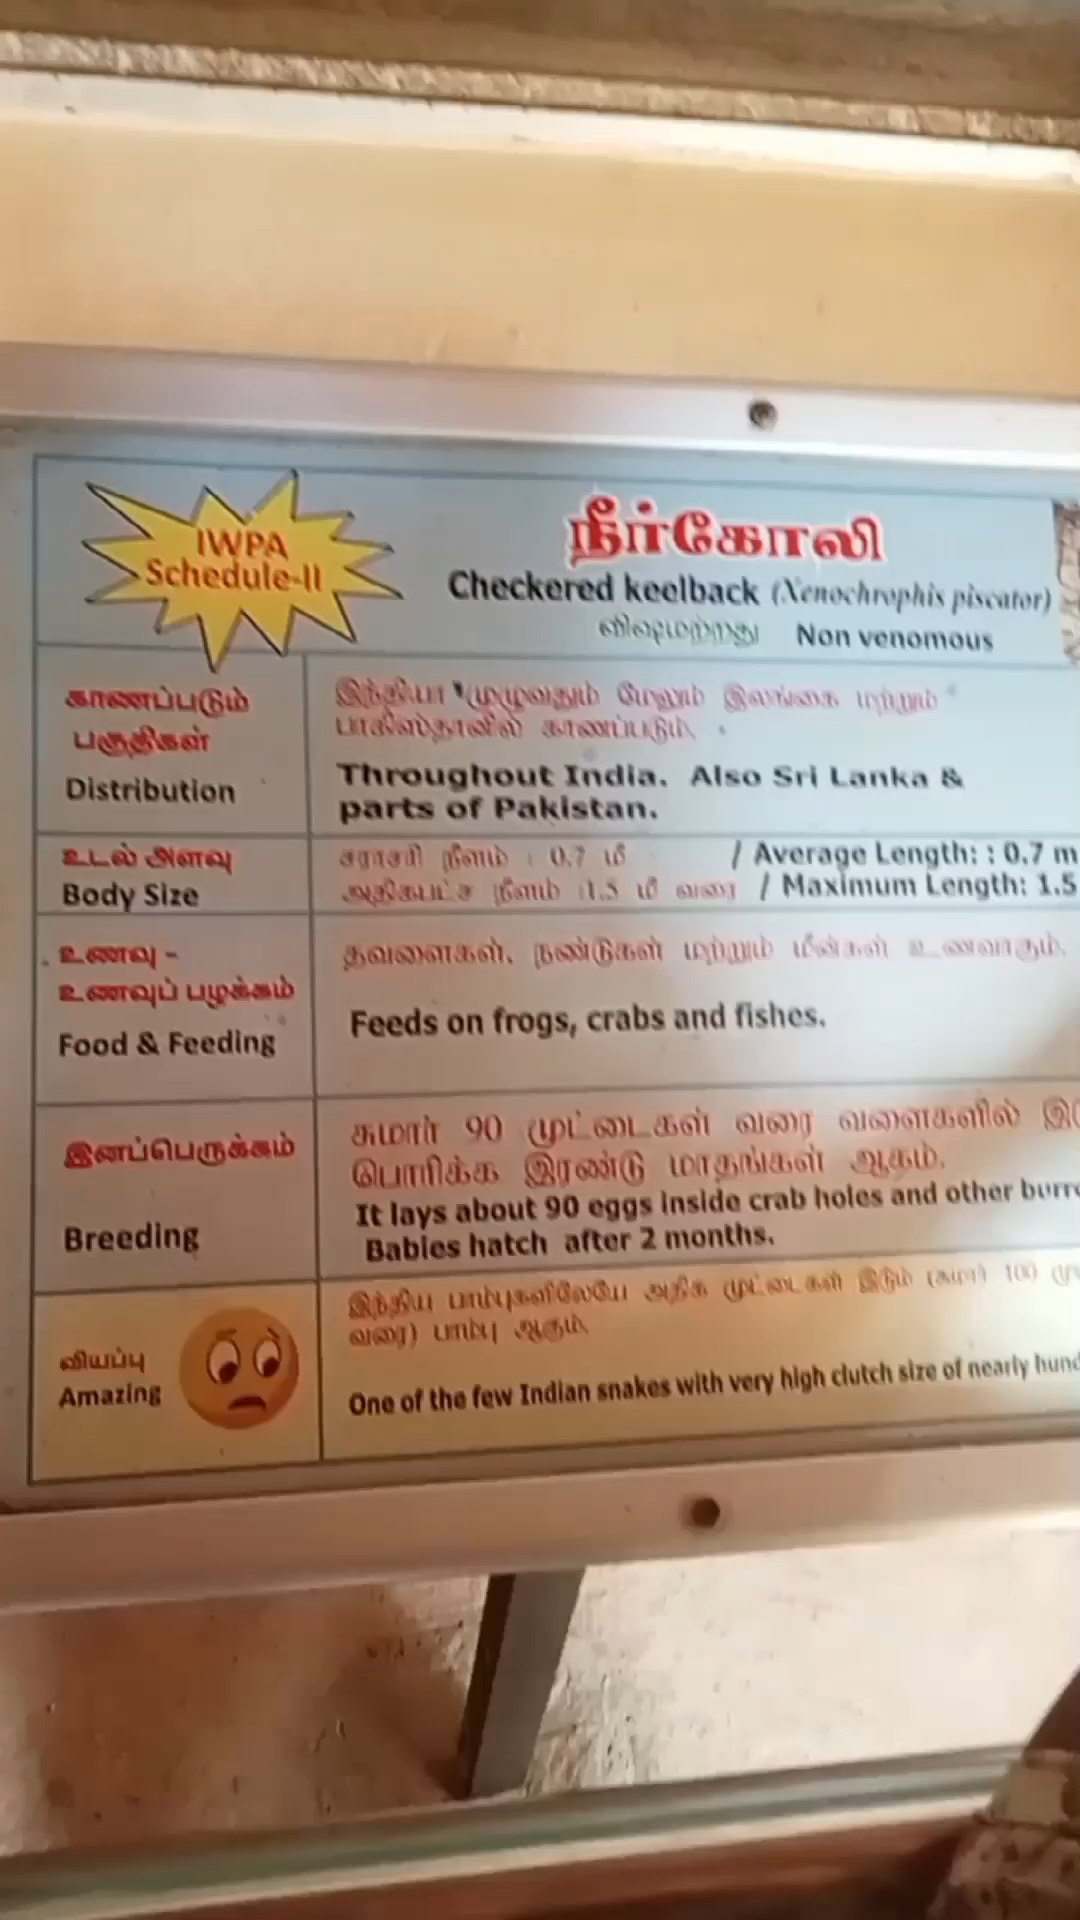 IWPA
Schedule-II
நீர்கோலி
Checkered keelback (Xenochrophis piscator)
விஷமற்றது Non venomous
காணப்படும்
பகுதிகள்
Distribution
இந்தியா முழுவதும் மேலும் இலங்கை மற்றும்
பாகிஸ்தானில் காணப்படும்.
Throughout India. Also Sri Lanka &
parts of Pakistan.
உடல் அளவு
Body Size
சராசரி நீளம் : 0.7 மீ / Average Length: : 0.7 m
அதிகபட்ச நீளம் :1.5 மீ வரை / Maximum Length: 1.5
உணவு -
உணவுப் பழக்கம்
Food & Feeding
தவளைகள், நண்டுகள் மற்றும் மீன்கள் உணவாகும்.
Feeds on frogs, crabs and fishes.
இனப்பெருக்கம்
Breeding
சுமார் 90 முட்டைகள் வரை வளைகளில்
பொரிக்க இரண்டு மாதங்கள் ஆகும்.
It lays about 90 eggs inside crab holes and other
Babies hatch after 2 months.
வியப்பு
Amazing
இந்திய பாம்புகளிலேயே அதிக முட்டைகள் இடும் (சுமார் 100
வரை) பாம்பு ஆகும்.
One of the few Indian snakes with very high clutch size of nearly